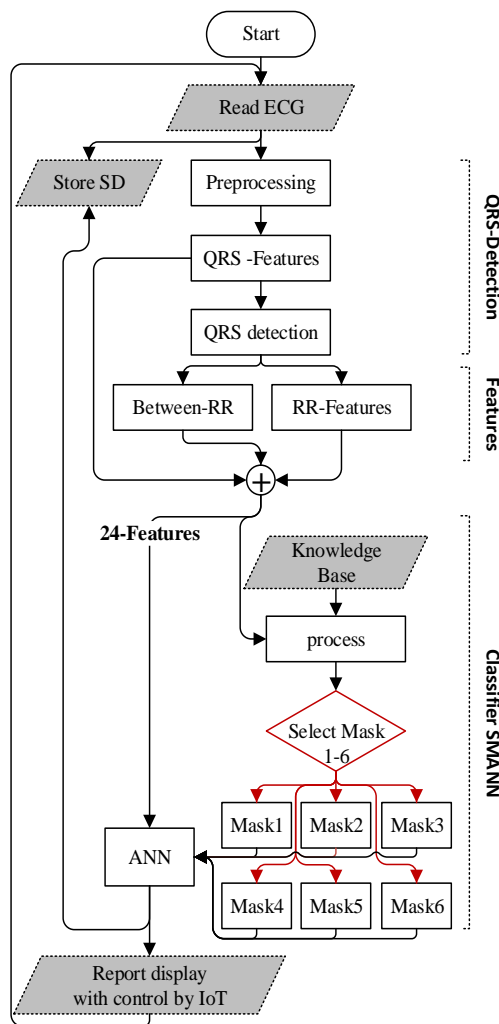 Start
Read ECG
Store SD
Preprocessing
QRS -Features
QRS detection
QRS-Detection
Between-RR
RR-Features
Features
+
24-Features
Knowledge
Base
process
Select Mask
1-6
Classifier SMANN
Mask1
Mask2
Mask3
ANN
Mask4
Mask5
Mask6
Report display
with control by IoT